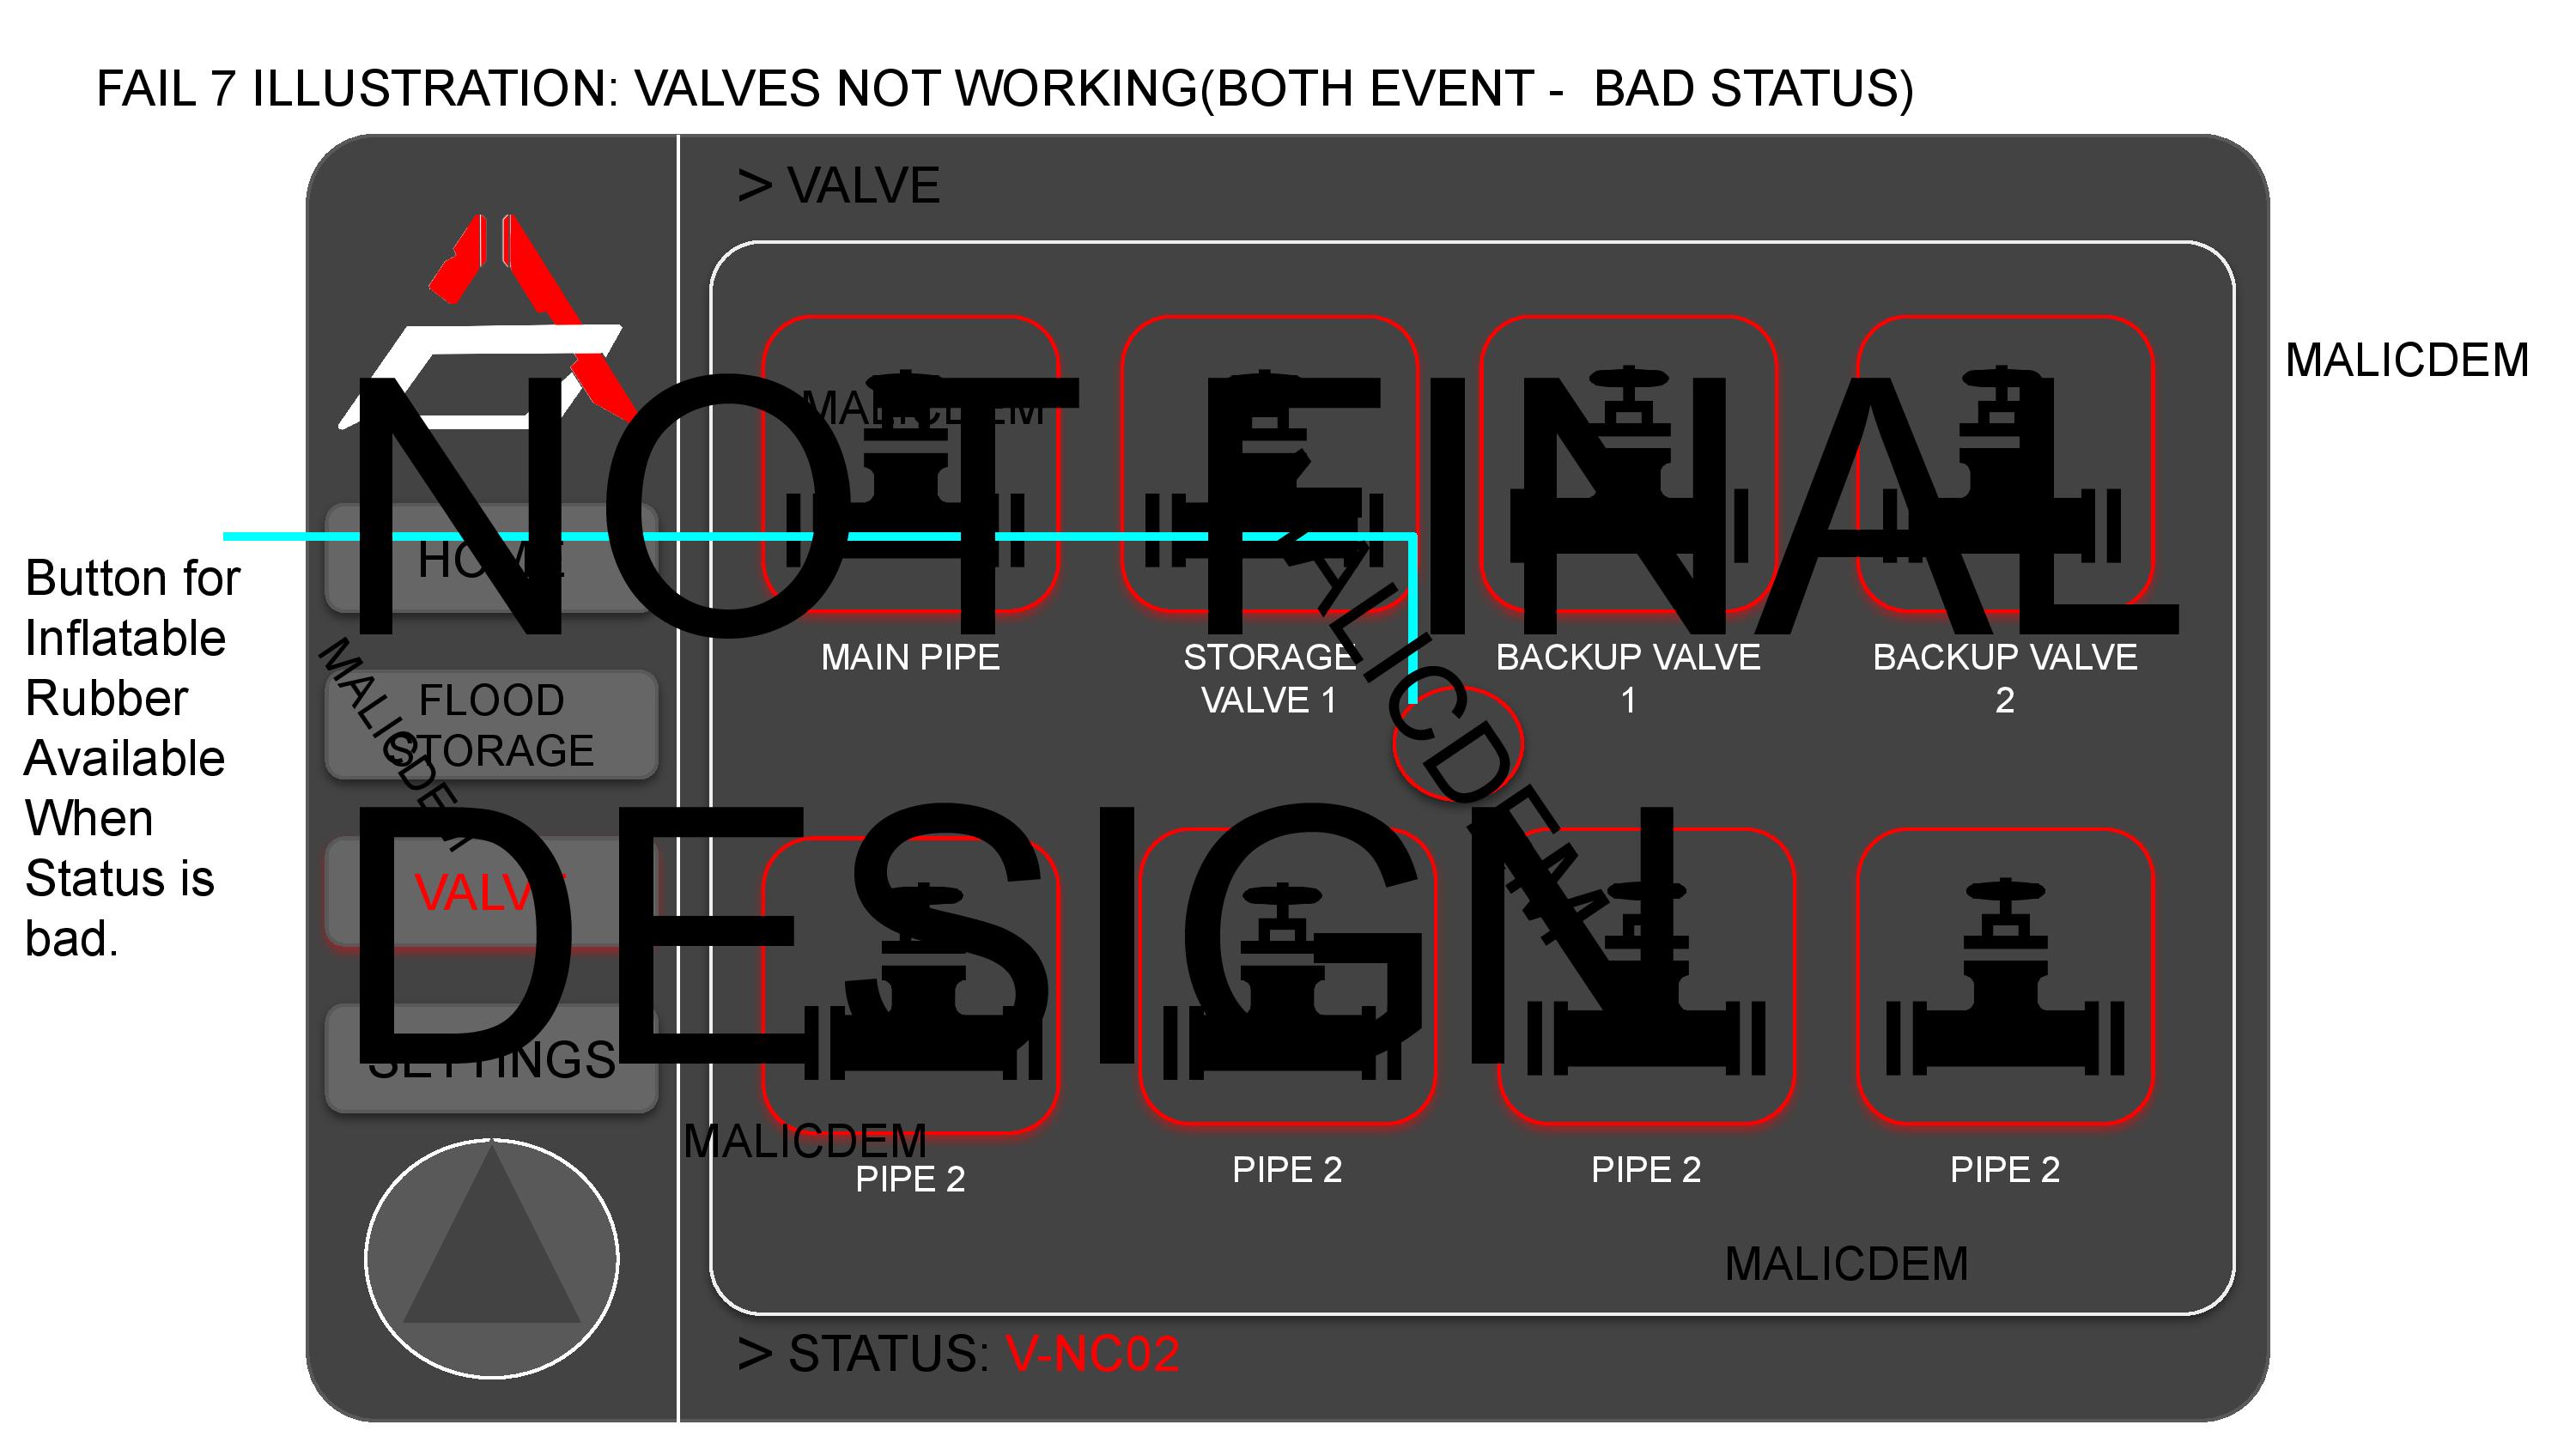 FAIL 7 ILLUSTRATION: VALVES NOT WORKING(BOTH EVENT -  BAD STATUS)
> VALVE
MALICDEM
MALICDEM
NOT FINAL
DESIGN
Button for
Inflatable
Rubber
Available
When
Status is
bad.
HOME
FLOOD
STORAGE
VALVE
SETTINGS
MALICDEM
MALICDEM
MAIN PIPE
STORAGE
VALVE 1
BACKUP VALVE
1
BACKUP VALVE
2
MALICDEM
PIPE 2
PIPE 2
PIPE 2
PIPE 2
MALICDEM
> STATUS: V-NC02